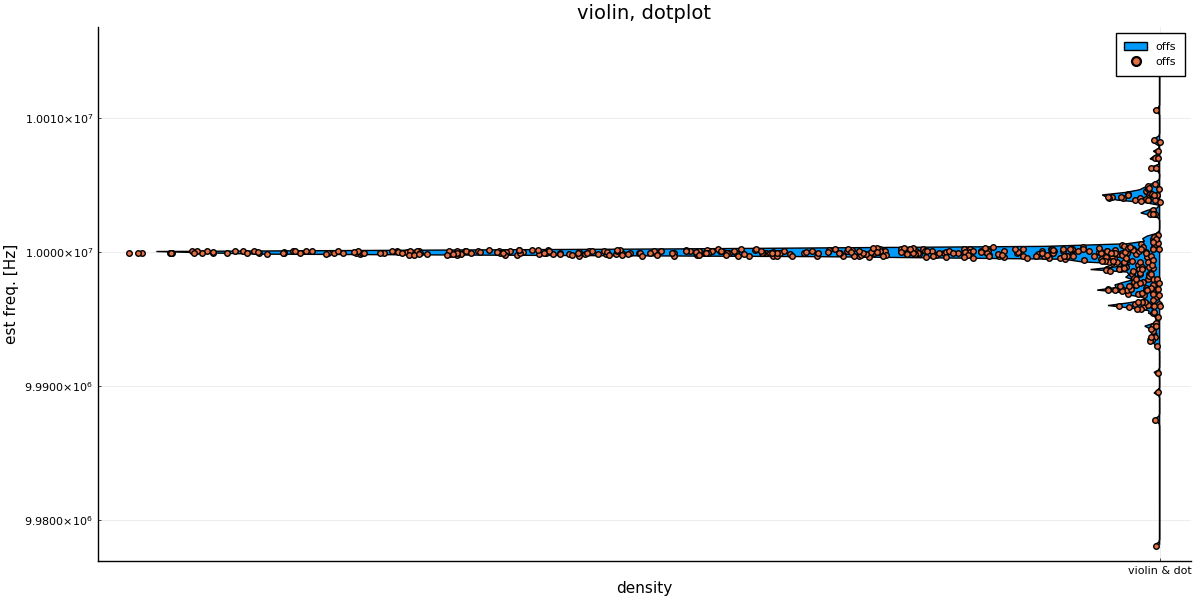 violin, dotplot
offs
offs
1.0010×10⁷
1.0000×10⁷
9.9900×10⁶
9.9800×10⁶
est freq. [Hz]
violin & dot
density